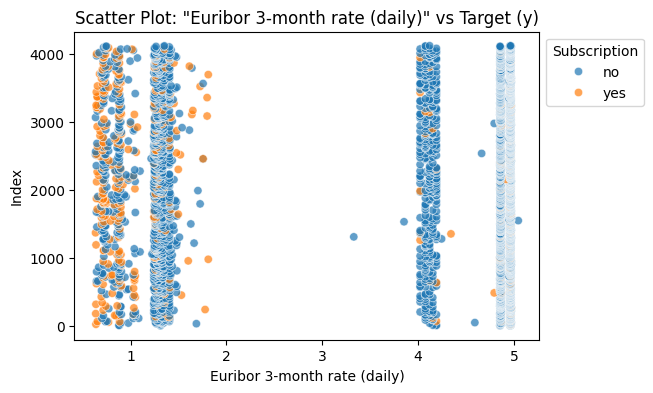 Scatter Plot: "Euribor 3-month rate (daily)" vs Target (y)
Subscription
no
yes
Index
4000
3000
2000
1000
0
1 2 3 4 5
Euribor 3-month rate (daily)